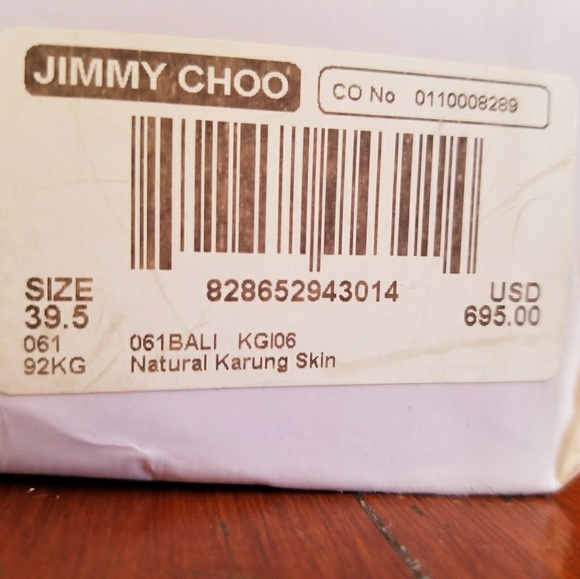 JIMMY CHOO
CO No 0110008289
828652943014
SIZE
39.5
USD
695.00
061 061BALI KGI06
92KG Natural Karung Skin